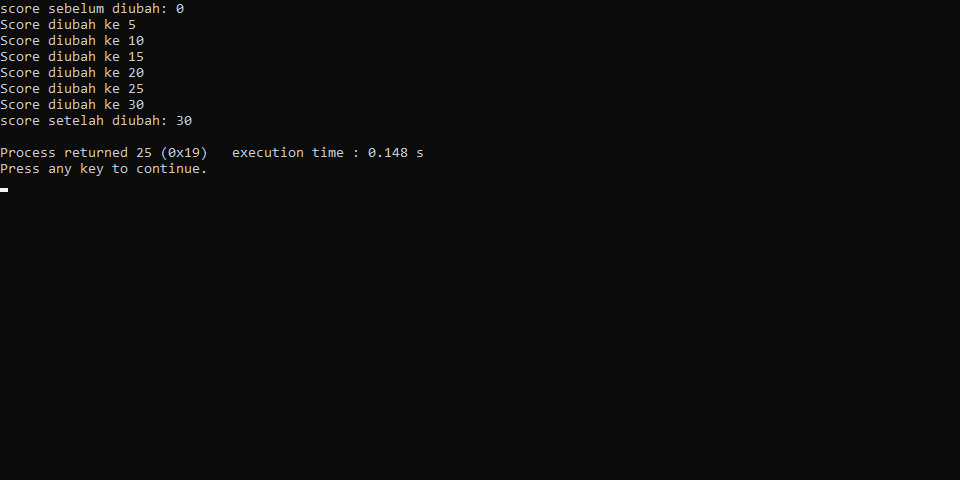 score sebelum diubah: 0
Score diubah ke 5
Score diubah ke 10
Score diubah ke 15
Score diubah ke 20
Score diubah ke 25
Score diubah ke 30
score setelah diubah: 30
Process returned 25 (0x19)   execution time : 0.148 s
Press any key to continue.